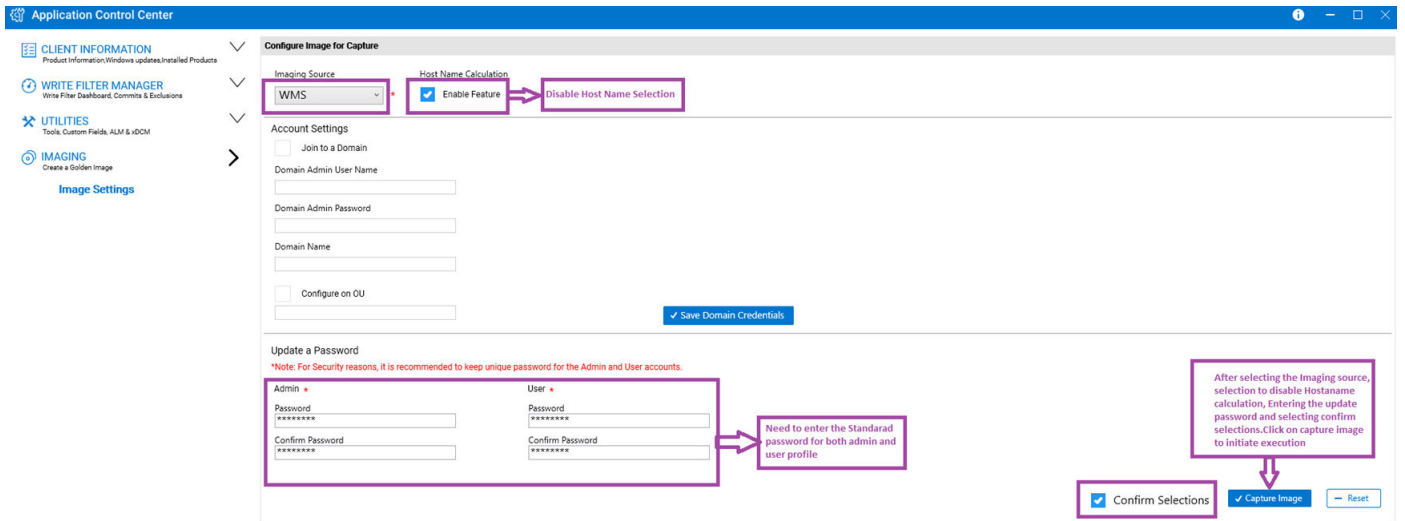 Application Control Center
CLIENT INFORMATION
Product Information,Windows updates,Installed Products
WRITE FILTER MANAGER
Write Filter Dashboard, Commits & Exclusions
UTILITIES
Tools, Custom Fields, ALM & xDCM
IMAGING
Create a Golden Image
Image Settings
Configure Image for Capture
Imaging Source
Host Name Calculation
WMS
*
Enable Feature
Disable Host Name Selection
Account Settings
Join to a Domain
Domain Admin User Name
Domain Admin Password
Domain Name
Configure on OU
Save Domain Credentials
Update a Password
*Note: For Security reasons, it is recommended to keep unique password for the Admin and User accounts.
Admin *
User *
Password
Password
********
********
Confirm Password
Confirm Password
********
********
Need to enter the Standarad
password for both admin and
user profile
After selecting the Imaging source,
selection to disable Hostaname
calculation, Entering the update
password and selecting confirm
selections.Click on capture image
to initiate execution
Confirm Selections
Capture Image
Reset